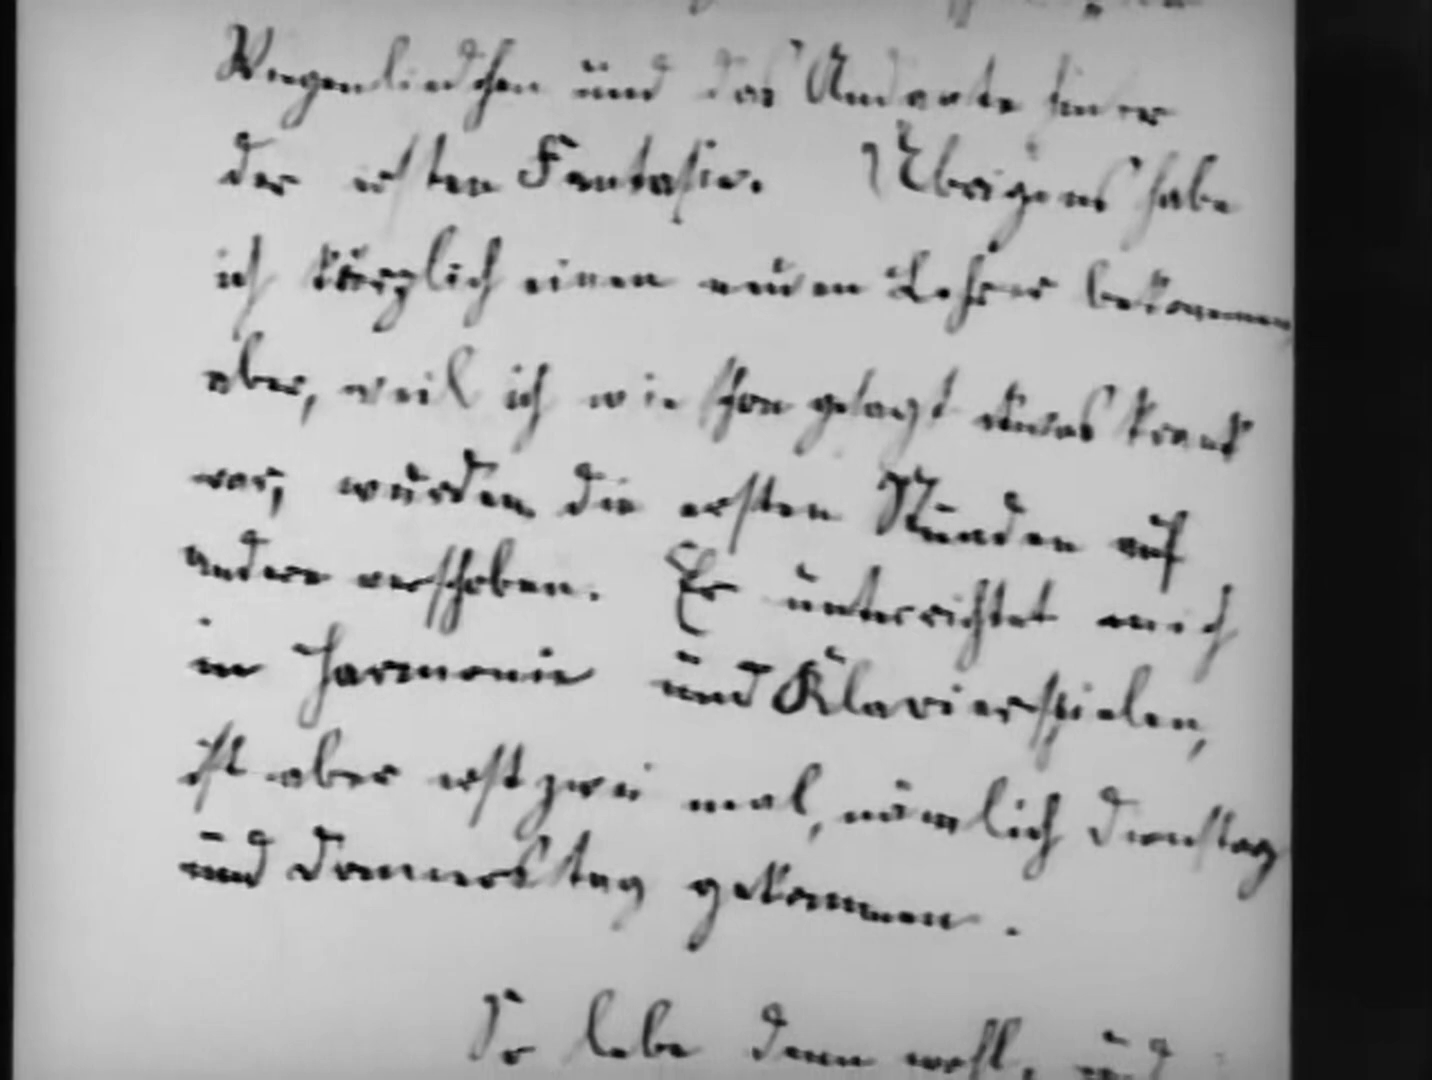 Wiegenliedchen und das Andante
der ersten Fantasie. Übrigens habe
ich kürzlich einen neuen Lehrer bekommen
aber, weil ich wie schon gesagt etwas krank
war, wurden die ersten Stunden auf
andere verschoben. Er unterrichtet mich
in Harmonie und Klavierspielen,
ist aber erst zwei mal, nämlich Dienstag
und Donnerstag gekommen.
So lebe denn wohl, und